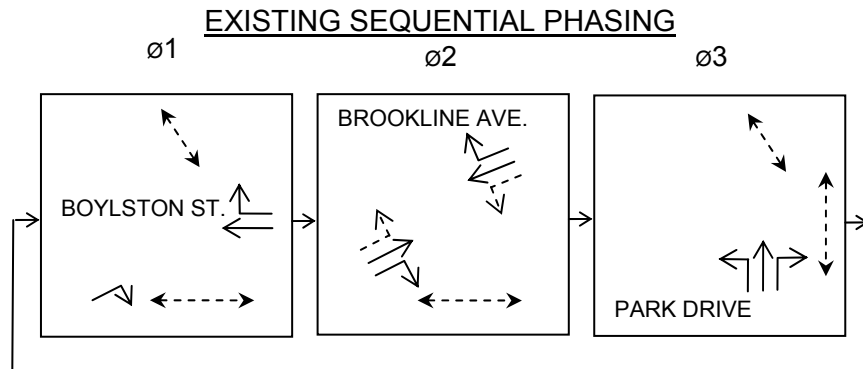 EXISTING SEQUENTIAL PHASING
ø1 ø2 ø3
BROOKLINE AVE.
BOYLSTON ST.
PARK DRIVE